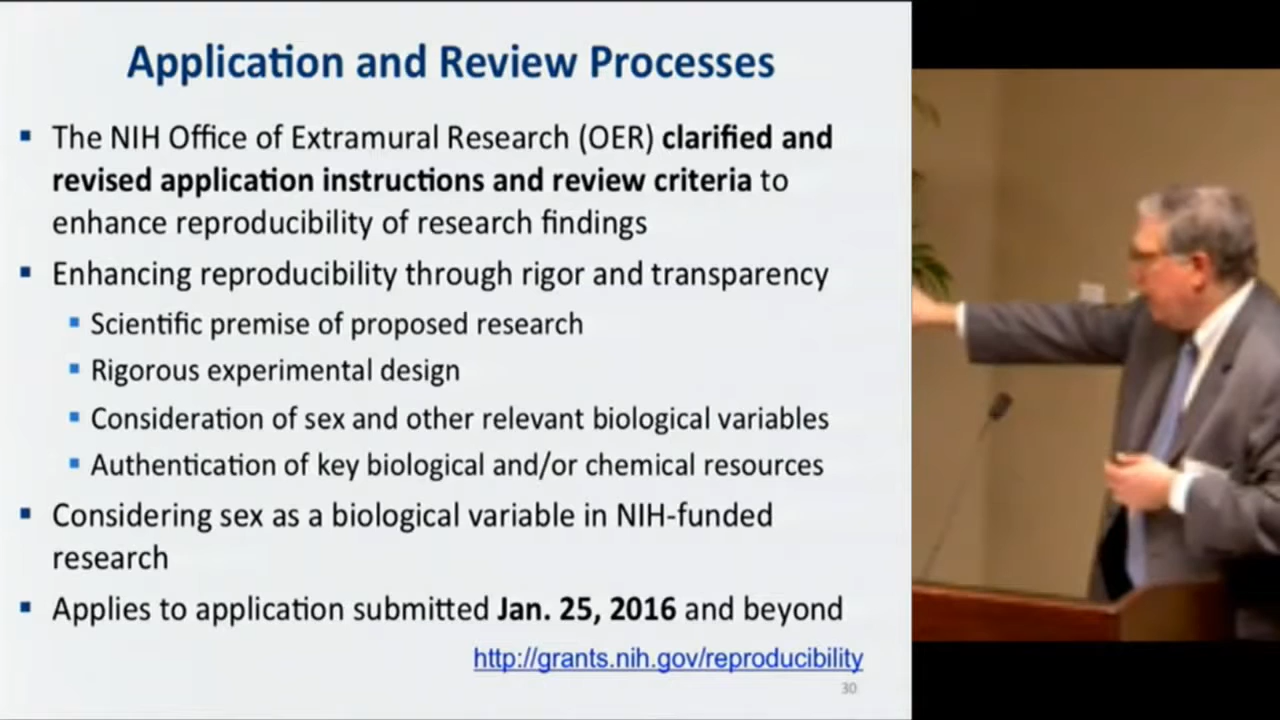 Application and Review Processes
The NIH Office of Extramural Research (OER) clarified and
revised application instructions and review criteria to
enhance reproducibility of research findings
Enhancing reproducibility through rigor and transparency
Scientific premise of proposed research
Rigorous experimental design
Consideration of sex and other relevant biological variables
Authentication of key biological and/or chemical resources
Considering sex as a biological variable in NIH-funded
research
Applies to application submitted Jan. 25, 2016 and beyond
http://grants.nih.gov/reproducibility
30